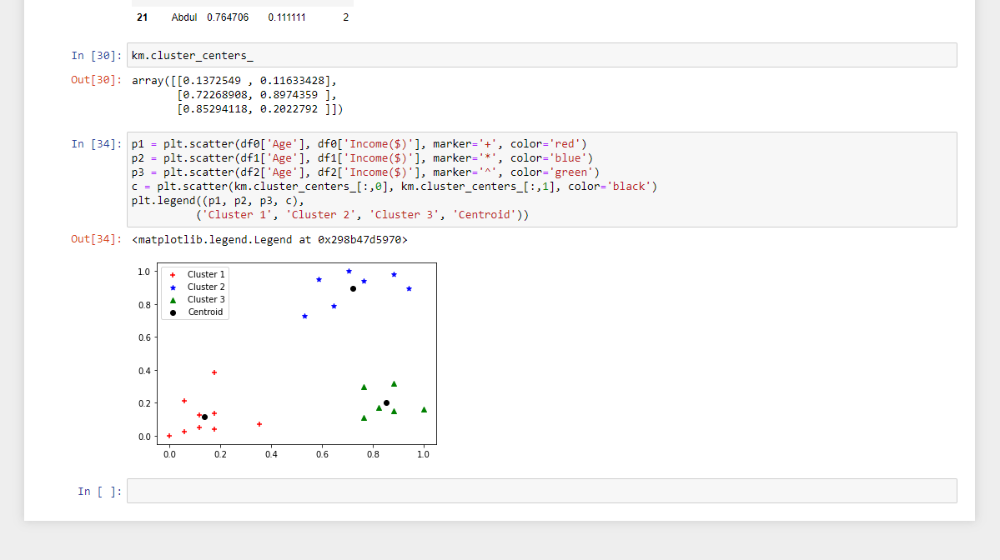 21 Abdul 0.764706 0.111111 2
In [30]: km.cluster_centers_
Out[30]: array([[0.1372549 , 0.11633428],
       [0.72268908, 0.8974359 ],
       [0.85294118, 0.2022792 ]])
In [34]: p1 = plt.scatter(df0['Age'], df0['Income($)'], marker='+', color='red')
p2 = plt.scatter(df1['Age'], df1['Income($)'], marker='*', color='blue')
p3 = plt.scatter(df2['Age'], df2['Income($)'], marker='^', color='green')
c = plt.scatter(km.cluster_centers_[:,0], km.cluster_centers_[:,1], color='black')
plt.legend((p1, p2, p3, c),
          ('Cluster 1', 'Cluster 2', 'Cluster 3', 'Centroid'))
Out[34]: <matplotlib.legend.Legend at 0x298b47d5970>
1.0
0.8
0.6
0.4
0.2
0.0
Cluster 1
Cluster 2
Cluster 3
Centroid
0.0 0.2 0.4 0.6 0.8 1.0
In [ ]: